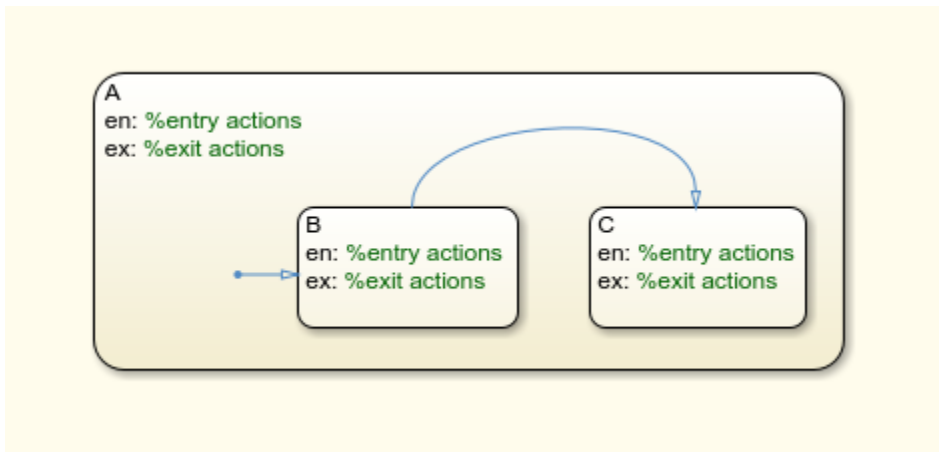 A
en: %entry actions
ex: %exit actions
B
en: %entry actions
ex: %exit actions
C
en: %entry actions
ex: %exit actions